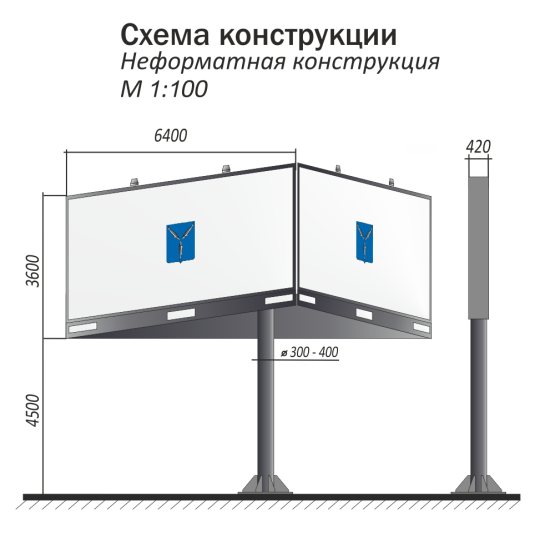 Схема конструкции
Неформатная конструкция
М 1:100
6400
420
3600
ø 300 - 400
4500